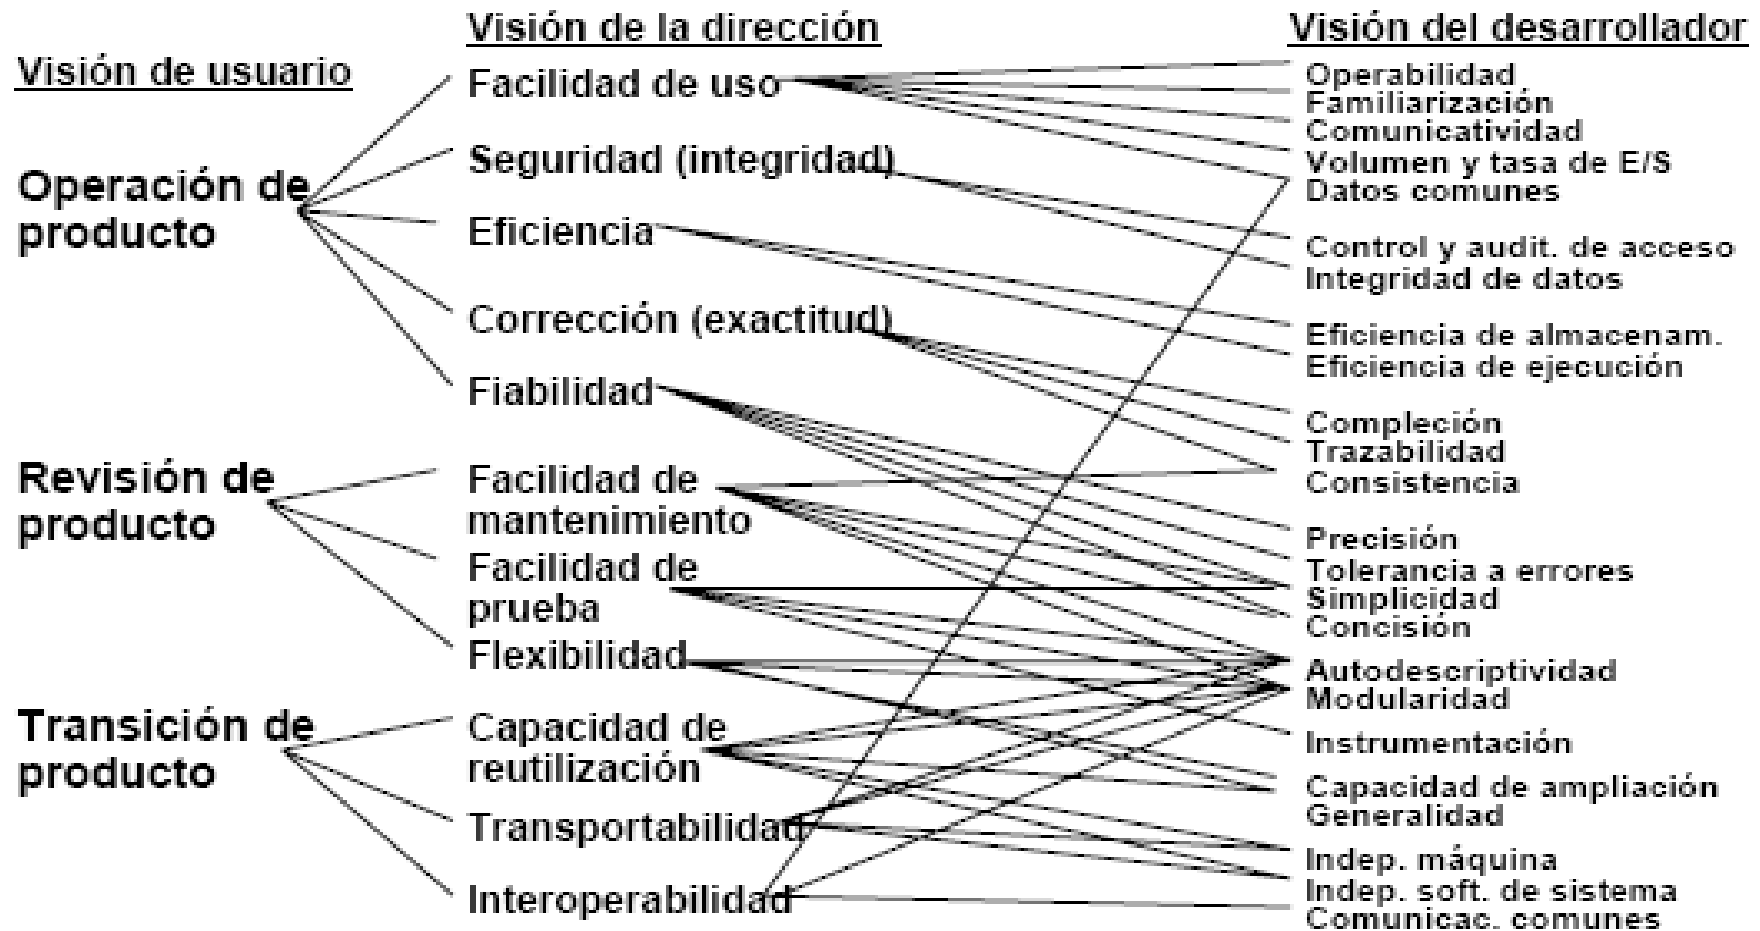 Visión de usuario
Operación de
producto
Revisión de
producto
Transición de
producto
Visión de la dirección
Facilidad de uso
Seguridad (integridad)
Eficiencia
Corrección (exactitud)
Fiabilidad
Facilidad de
mantenimiento
Facilidad de
prueba
Flexibilidad
Capacidad de
reutilización
Transportabilidad
Interoperabilidad
Visión del desarrollador
Operabilidad
Familiarización
Comunicatividad
Volumen y tasa de E/S
Datos comunes
Control y audit. de acceso
Integridad de datos
Eficiencia de almacenam.
Eficiencia de ejecución
Compleción
Trazabilidad
Consistencia
Precisión
Tolerancia a errores
Simplicidad
Concisión
Autodescriptividad
Modularidad
Instrumentación
Capacidad de ampliación
Generalidad
Indep. máquina
Indep. soft. de sistema
Comunicac. comunes